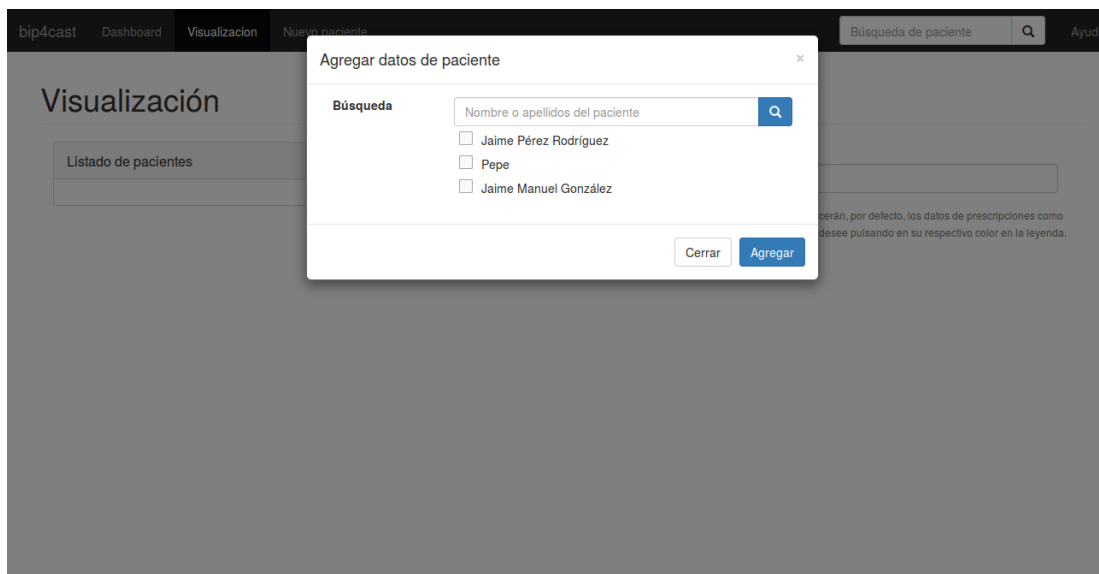 bip4cast Dashboard Visualizacion Nuevo paciente Búsqueda de paciente
Agregar datos de paciente ×
Visualización
Búsqueda Nombre o apellidos del paciente
Jaime Pérez Rodríguez
Listado de pacientes
Pepe
Jaime Manuel González
por defecto, los datos de prescripciones como
desee pulsando en su respectivo color en la leyenda.
Cerrar Agregar